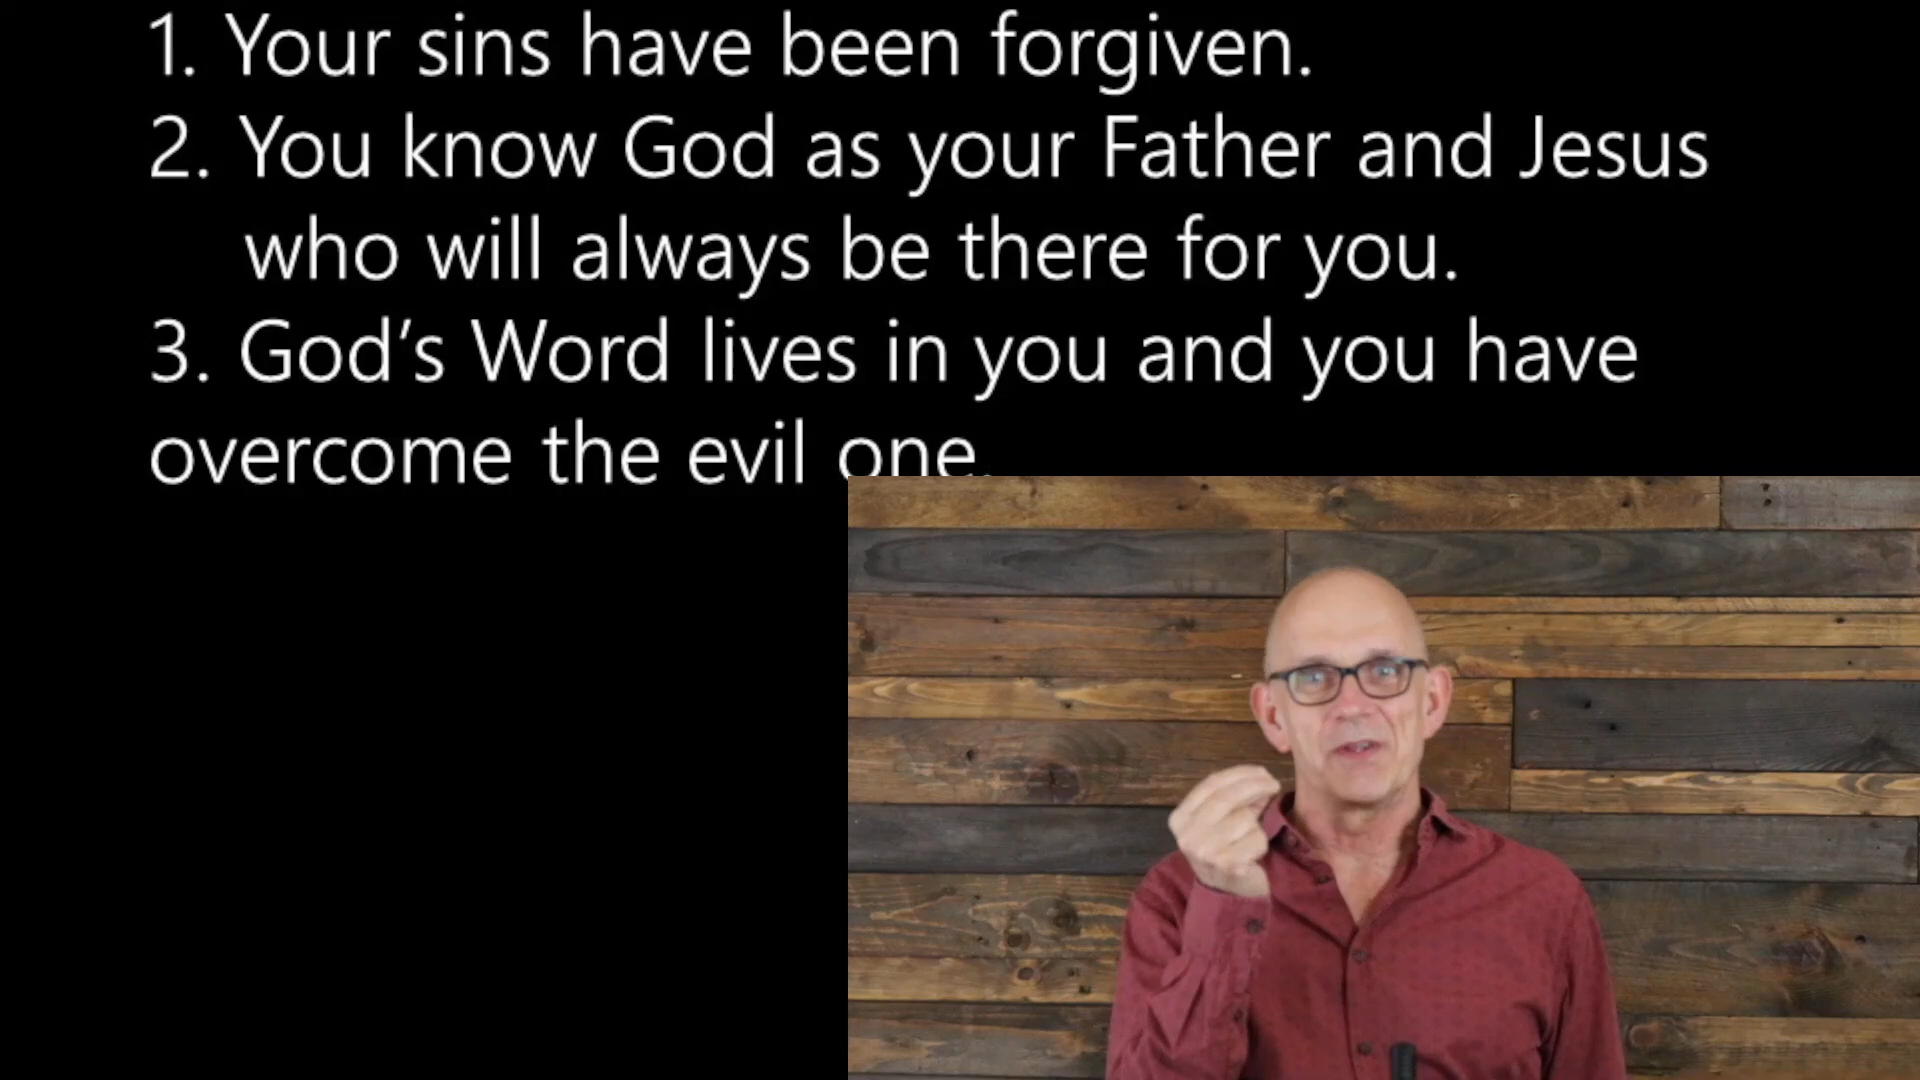 1. Your sins have been forgiven.
2. You know God as your Father and Jesus
who will always be there for you.
3. God’s Word lives in you and you have
overcome the evil one.